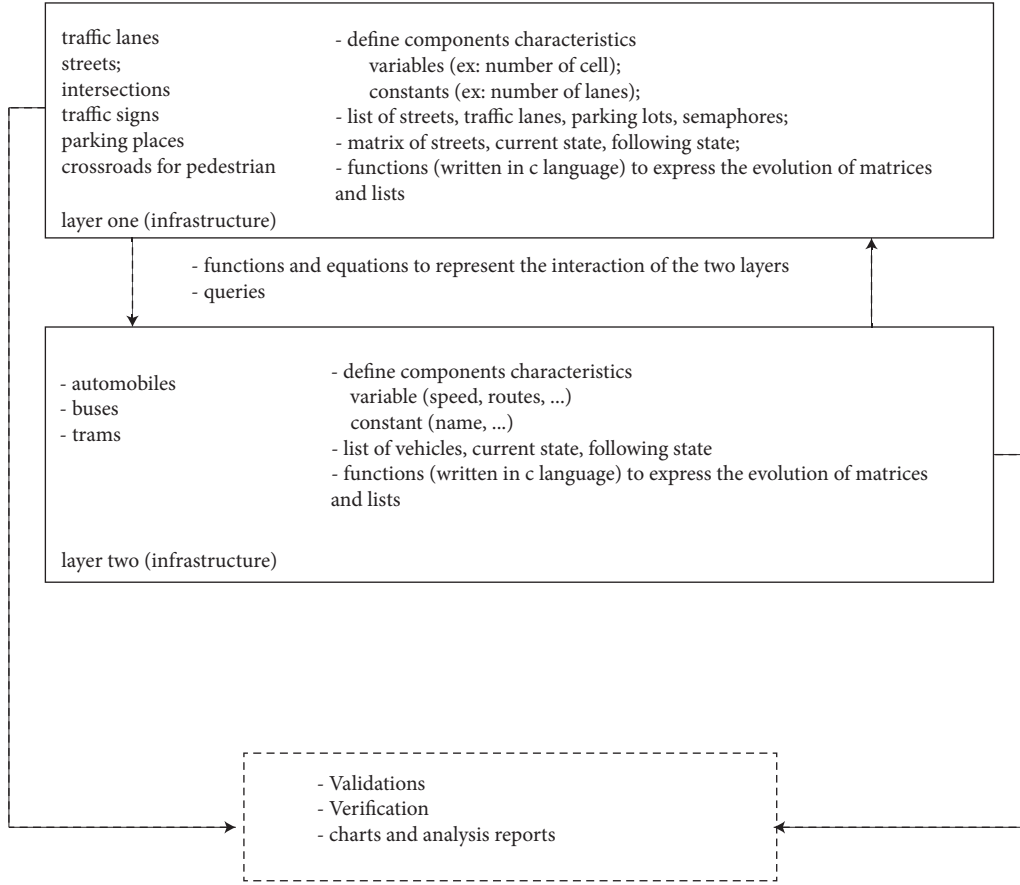 traffic lanes
streets;
intersections
traffic signs
parking places
crossroads for pedestrian
layer one (infrastructure)
- define components characteristics
variables (ex: number of cell);
constants (ex: number of lanes);
- list of streets, traffic lanes, parking lots, semaphores;
- matrix of streets, current state, following state;
- functions (written in c language) to express the evolution of matrices
and lists
- functions and equations to represent the interaction of the two layers
- queries
- automobiles
- buses
- trams
layer two (infrastructure)
- define components characteristics
variable (speed, routes, ...)
constant (name, ...)
- list of vehicles, current state, following state
- functions (written in c language) to express the evolution of matrices
and lists
- Validations
- Verification
- charts and analysis reports